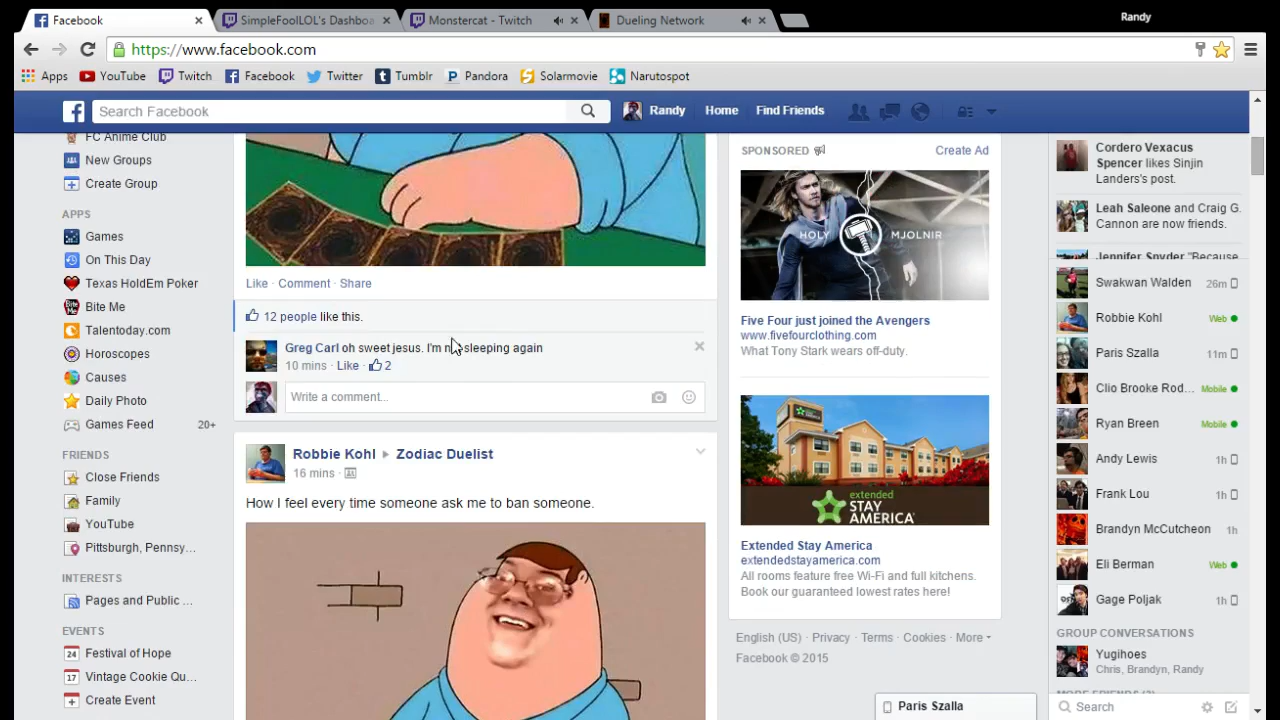 Randy
Facebook
SimpleFoolLOL's Dashboa
Monstercat - Twitch
Dueling Network
https://www.facebook.com
Apps
YouTube
Twitch
Facebook
Twitter
Tumblr
Pandora
Solarmovie
Narutospot
Search Facebook
Randy
Home
Find Friends
FC Anime Club
New Groups
Create Group
APPS
Games
On This Day
Texas HoldEm Poker
Bite Me
Talentoday.com
Horoscopes
Causes
Daily Photo
Games Feed 20+
FRIENDS
Close Friends
Family
YouTube
Pittsburgh, Pennsy...
INTERESTS
Pages and Public ...
EVENTS
24 Festival of Hope
17 Vintage Cookie Qu...
Create Event
Like Comment Share
12 people like this.
Greg Carl oh sweet jesus. I'm sleeping again
10 mins · Like · 2
Write a comment...
Robbie Kohl Zodiac Duelist
16 mins ·
How I feel every time someone ask me to ban someone.
SPONSORED
Create Ad
HOLY MJOLNIR
Five Four just joined the Avengers
www.fivefourclothing.com
What Tony Stark wears off-duty.
extended
STAY
AMERICA
Extended Stay America
extendedstayamerica.com
All rooms feature free Wi-Fi and full kitchens.
Book our guaranteed lowest rates here!
English (US) · Privacy · Terms · Cookies · More
Facebook © 2015
Cordero Vexacus
Spencer likes Sinjin
Landers's post.
Leah Saleone and Craig G.
Cannon are now friends.
Jennifer Snyder "Because
Swakwan Walden 26m
Robbie Kohl Web
Paris Szalla 11m
Clio Brooke Rod... Mobile
Ryan Breen Mobile
Andy Lewis 1h
Frank Lou 1h
Brandyn McCutcheon 1h
Eli Berman Web
Gage Poljak 1h
GROUP CONVERSATIONS
Yugihoes
Chris, Brandyn, Randy
Search
Paris Szalla